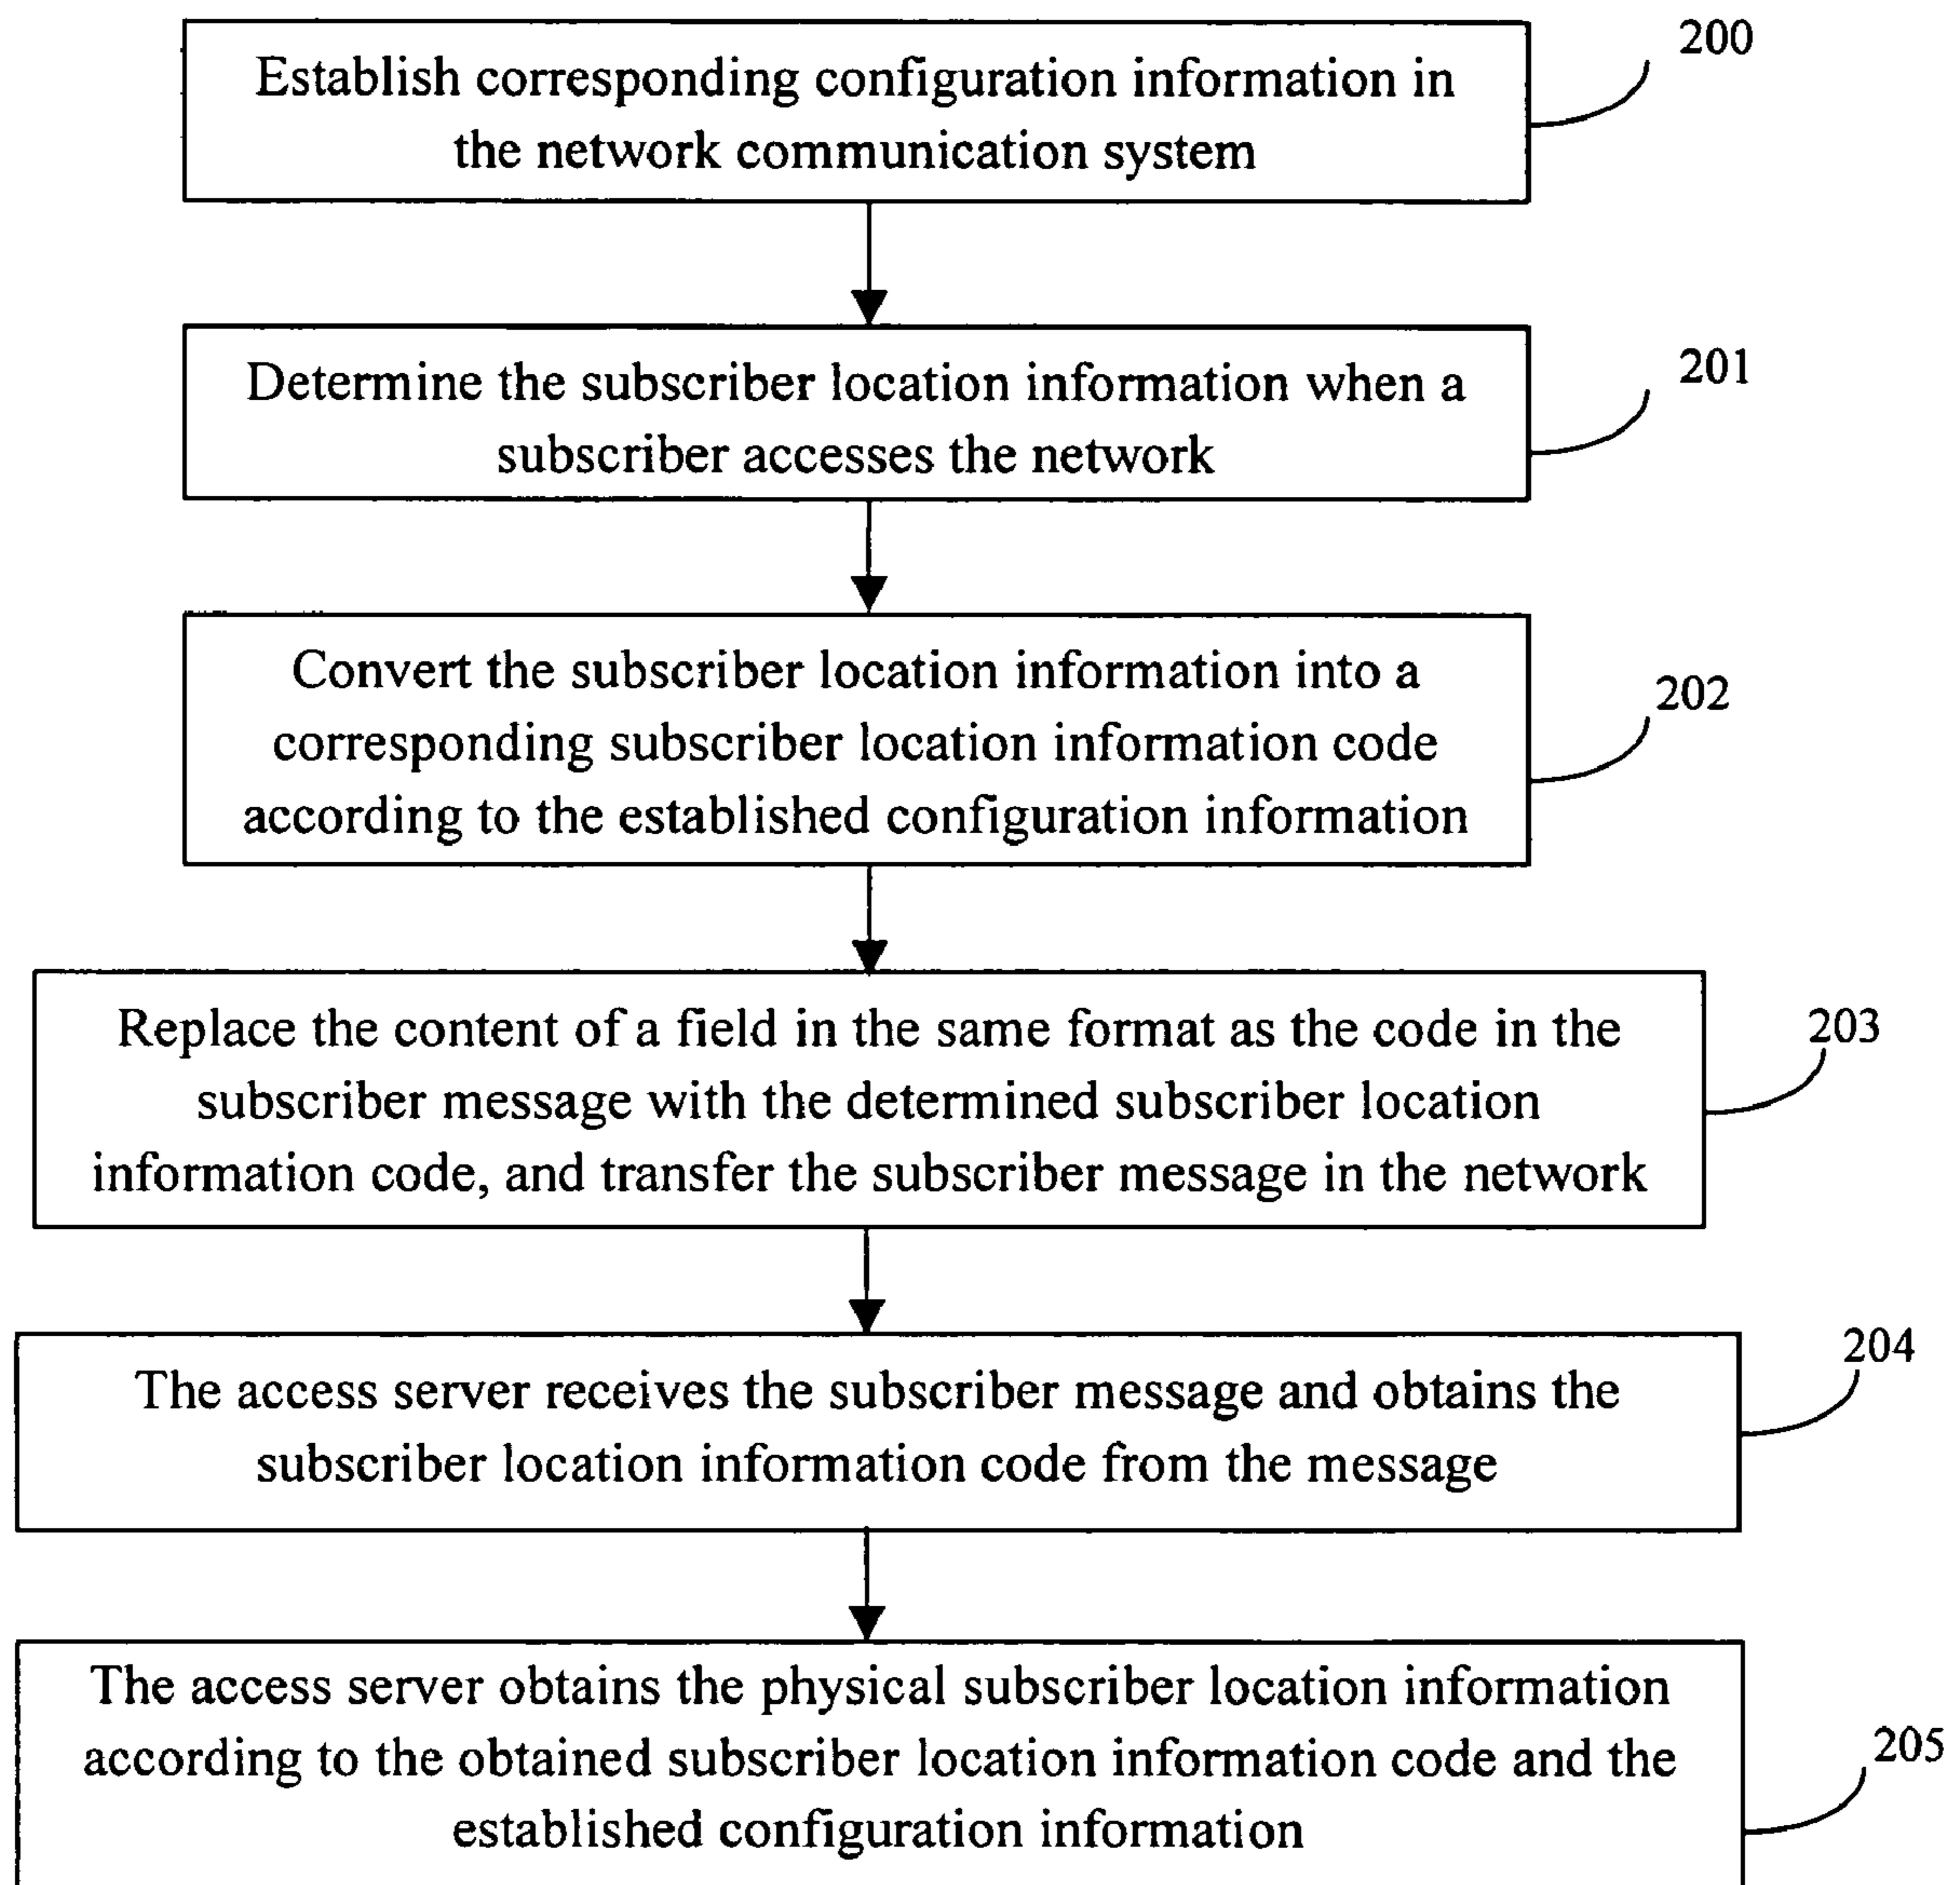 Establish corresponding configuration information in
the network communication system
200
Determine the subscriber location information when a
subscriber accesses the network
201
Convert the subscriber location information into a
corresponding subscriber location information code
according to the established configuration information
202
Replace the content of a field in the same format as the code in the
subscriber message with the determined subscriber location
information code, and transfer the subscriber message in the network
203
The access server receives the subscriber message and obtains the
subscriber location information code from the message
204
The access server obtains the physical subscriber location information
according to the obtained subscriber location information code and the
established configuration information
205